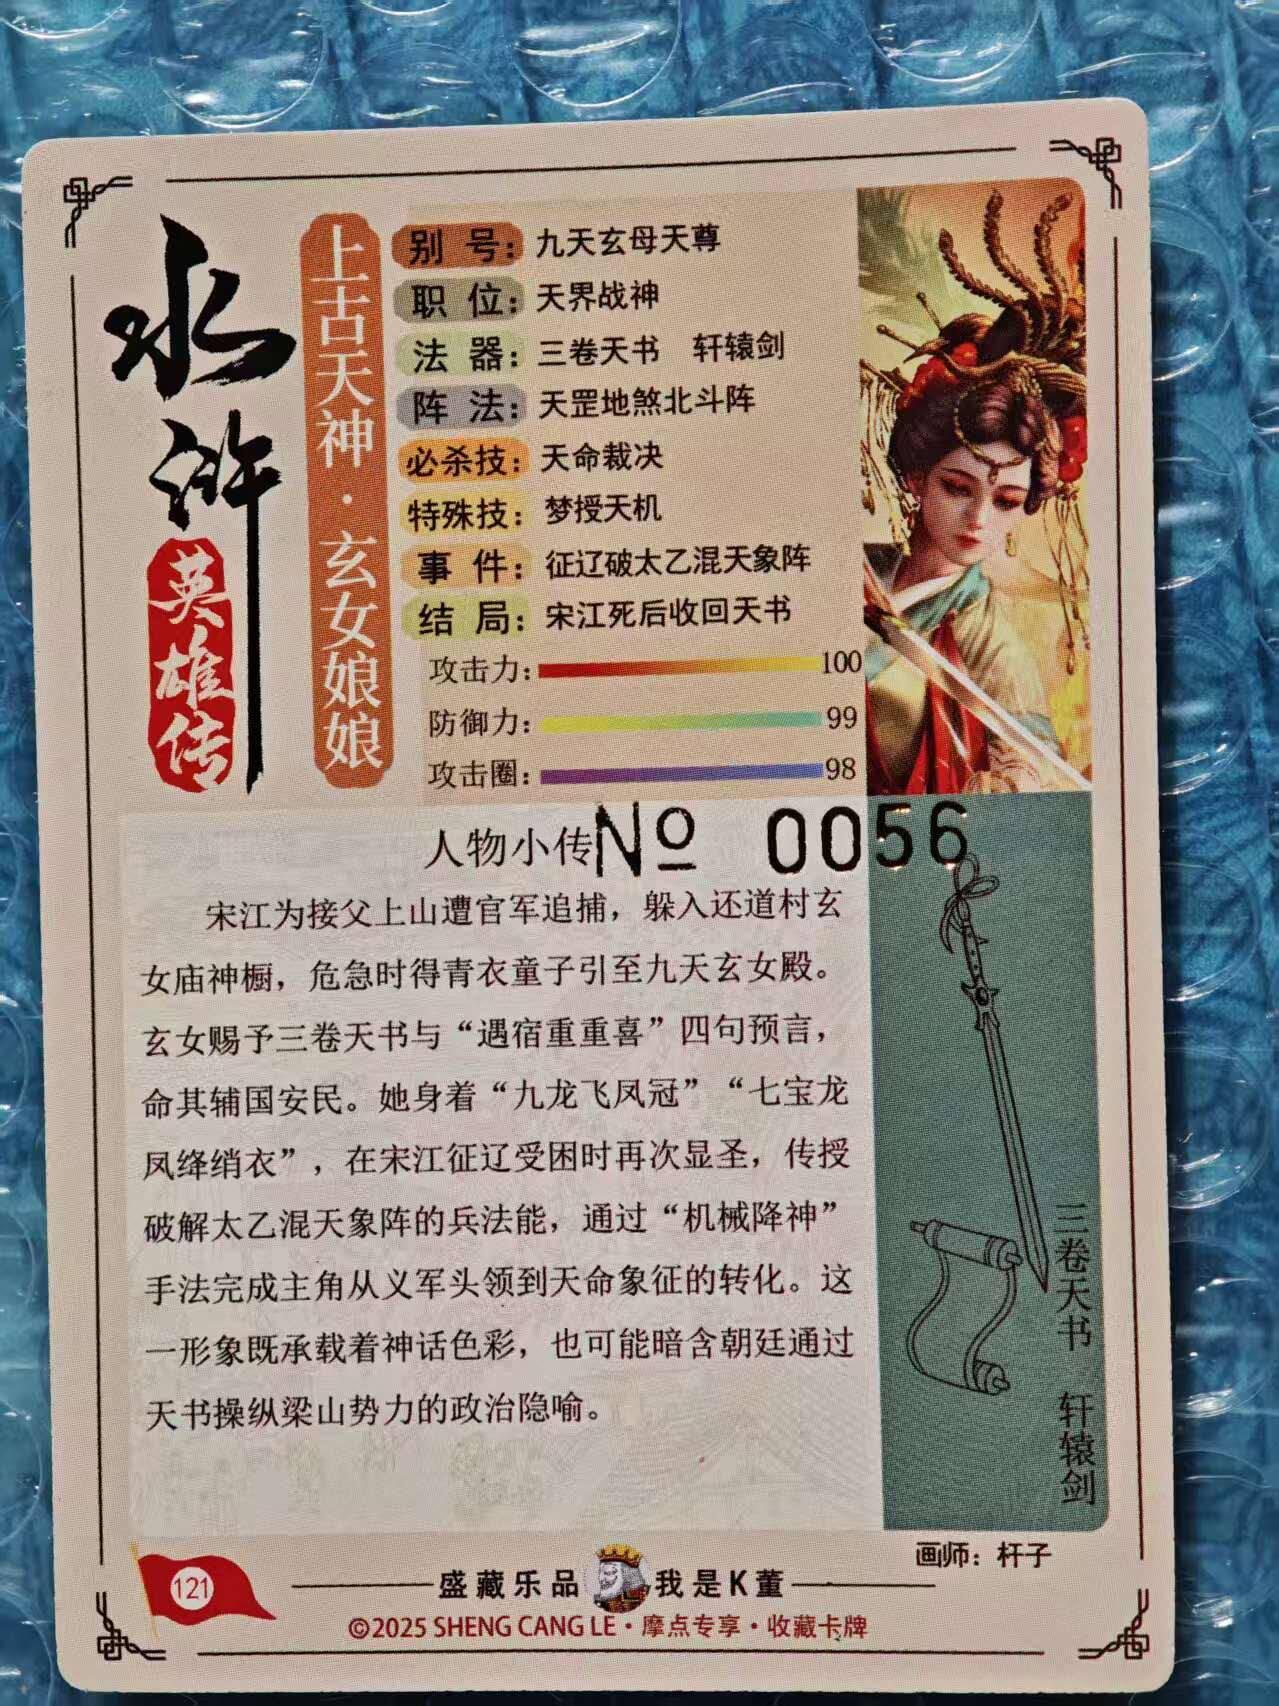 水浒
英雄传
上古天神·玄女娘娘
别号：九天玄母天尊
职位：天界战神
法器：三卷天书 轩辕剑
阵法：天罡地煞北斗阵
必杀技：天命裁决
特殊技：梦授天机
事件：征辽破太乙混天象阵
结局：宋江死后收回天书
攻击力：100
防御力：99
攻击圈：98
人物小传 No 0056
宋江为接父上山遭官军追捕，躲入还道村玄
女庙神橱，危急时得青衣童子引至九天玄女殿。
玄女赐予三卷天书与“遇宿重重喜”四句预言，
命其辅国安民。她身着“九龙飞凤冠”“七宝龙
凤绛绡衣”，在宋江征辽受困时再次显圣，传授
破解太乙混天象阵的兵法能，通过“机械降神”
手法完成主角从义军头领到天命象征的转化。这
一形象既承载着神话色彩，也可能暗含朝廷通过
天书操纵梁山势力的政治隐喻。
三卷天书 轩辕剑
画师：杆子
121
盛藏乐品 我是K董
©2025 SHENG CANG LE·摩点专享·收藏卡牌